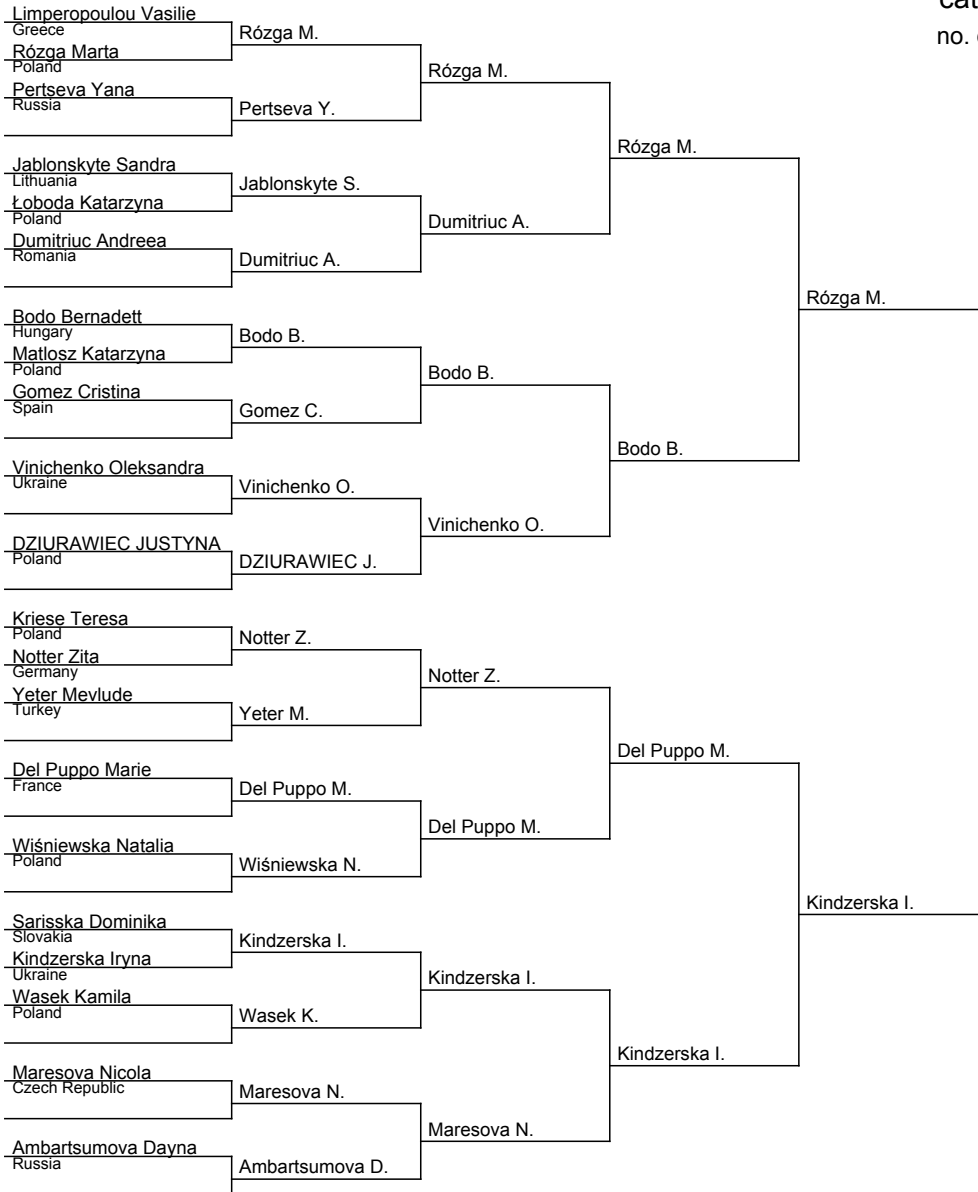 cat
no.
Limperopoulou Vasilie
Greece
Rózga Marta
Poland
Pertseva Yana
Russia
Jablonskyte Sandra
Lithuania
Łoboda Katarzyna
Poland
Dumitriuc Andreea
Romania
Bodo Bernadett
Hungary
Matlosz Katarzyna
Poland
Gomez Cristina
Spain
Vinichenko Oleksandra
Ukraine
DZIURAWIEC JUSTYNA
Poland
Kriese Teresa
Poland
Notter Zita
Germany
Yeter Mevlude
Turkey
Del Puppo Marie
France
Wiśniewska Natalia
Poland
Sarisska Dominika
Slovakia
Kindzerska Iryna
Ukraine
Wasek Kamila
Poland
Maresova Nicola
Czech Republic
Ambartsumova Dayna
Russia
Rózga M.
Pertseva Y.
Jablonskyte S.
Dumitriuc A.
Bodo B.
Gomez C.
Vinichenko O.
DZIURAWIEC J.
Notter Z.
Yeter M.
Del Puppo M.
Wiśniewska N.
Kindzerska I.
Wasek K.
Maresova N.
Ambartsumova D.
Rózga M.
Dumitriuc A.
Bodo B.
Vinichenko O.
Notter Z.
Del Puppo M.
Kindzerska I.
Maresova N.
Rózga M.
Bodo B.
Del Puppo M.
Kindzerska I.
Rózga M.
Kindzerska I.